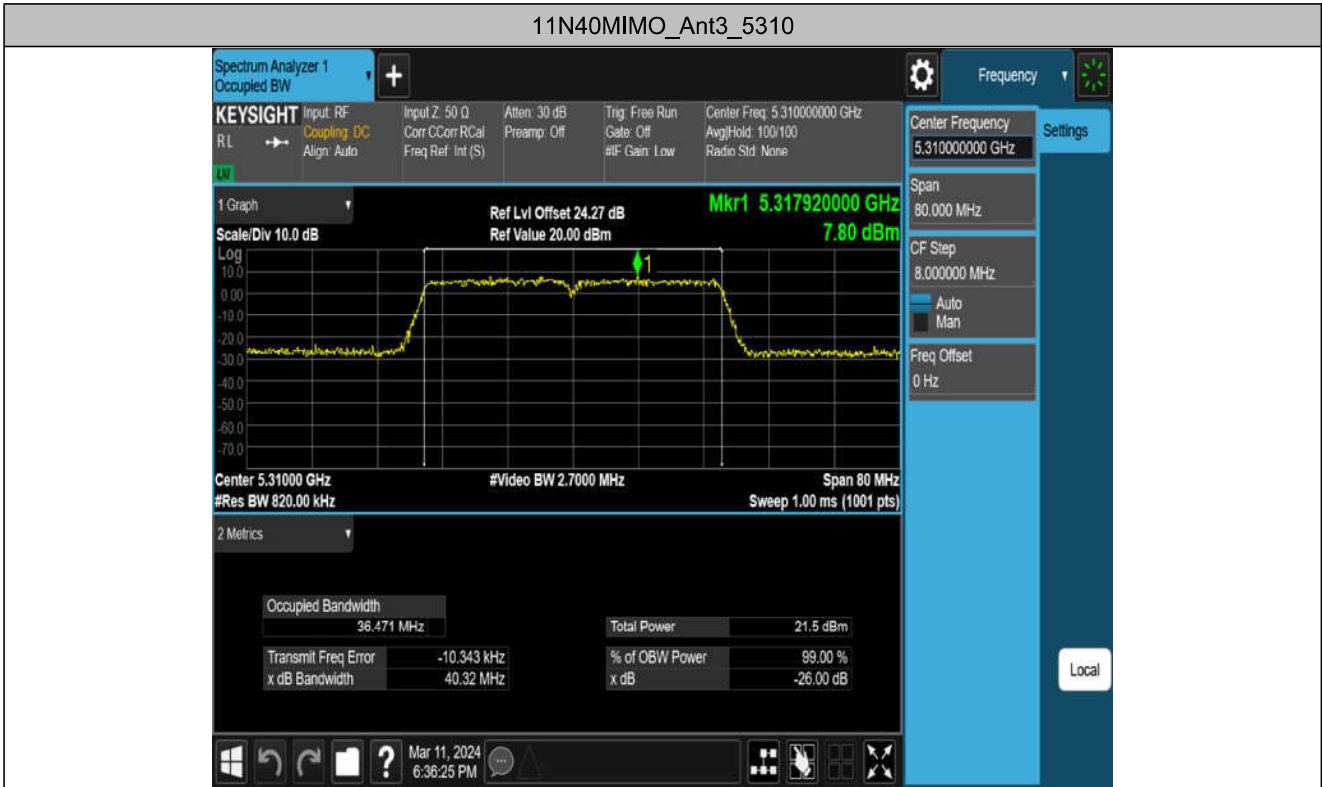 11N40MIMO_Ant3_5310
Spectrum Analyzer 1
Occupied BW
+
Frequency
KEYSIGHT
RL
LXI
Input: RF
Coupling: DC
Align: Auto
Input Z: 50 Ω
Corr CCorr RCal
Freq Ref: Int (S)
Atten: 30 dB
Preamp: Off
Trig: Free Run
Gate: Off
#IF Gain: Low
Center Freq: 5.310000000 GHz
Avg|Hold: 100/100
Radio Std: None
Center Frequency
5.310000000 GHz
Settings
Span
80.000 MHz
CF Step
8.000000 MHz
Auto
Man
Freq Offset
0 Hz
Local
1 Graph
Scale/Div 10.0 dB
Ref Lvl Offset 24.27 dB
Ref Value 20.00 dBm
Mkr1 5.317920000 GHz
7.80 dBm
Log
10.0
0.00
-10.0
-20.0
-30.0
-40.0
-50.0
-60.0
-70.0
1
Center 5.31000 GHz
#Res BW 820.00 kHz
#Video BW 2.7000 MHz
Span 80 MHz
Sweep 1.00 ms (1001 pts)
2 Metrics
Occupied Bandwidth
36.471 MHz
Total Power 21.5 dBm
Transmit Freq Error -10.343 kHz
% of OBW Power 99.00 %
x dB Bandwidth 40.32 MHz
x dB -26.00 dB
?
Mar 11, 2024
6:36:25 PM